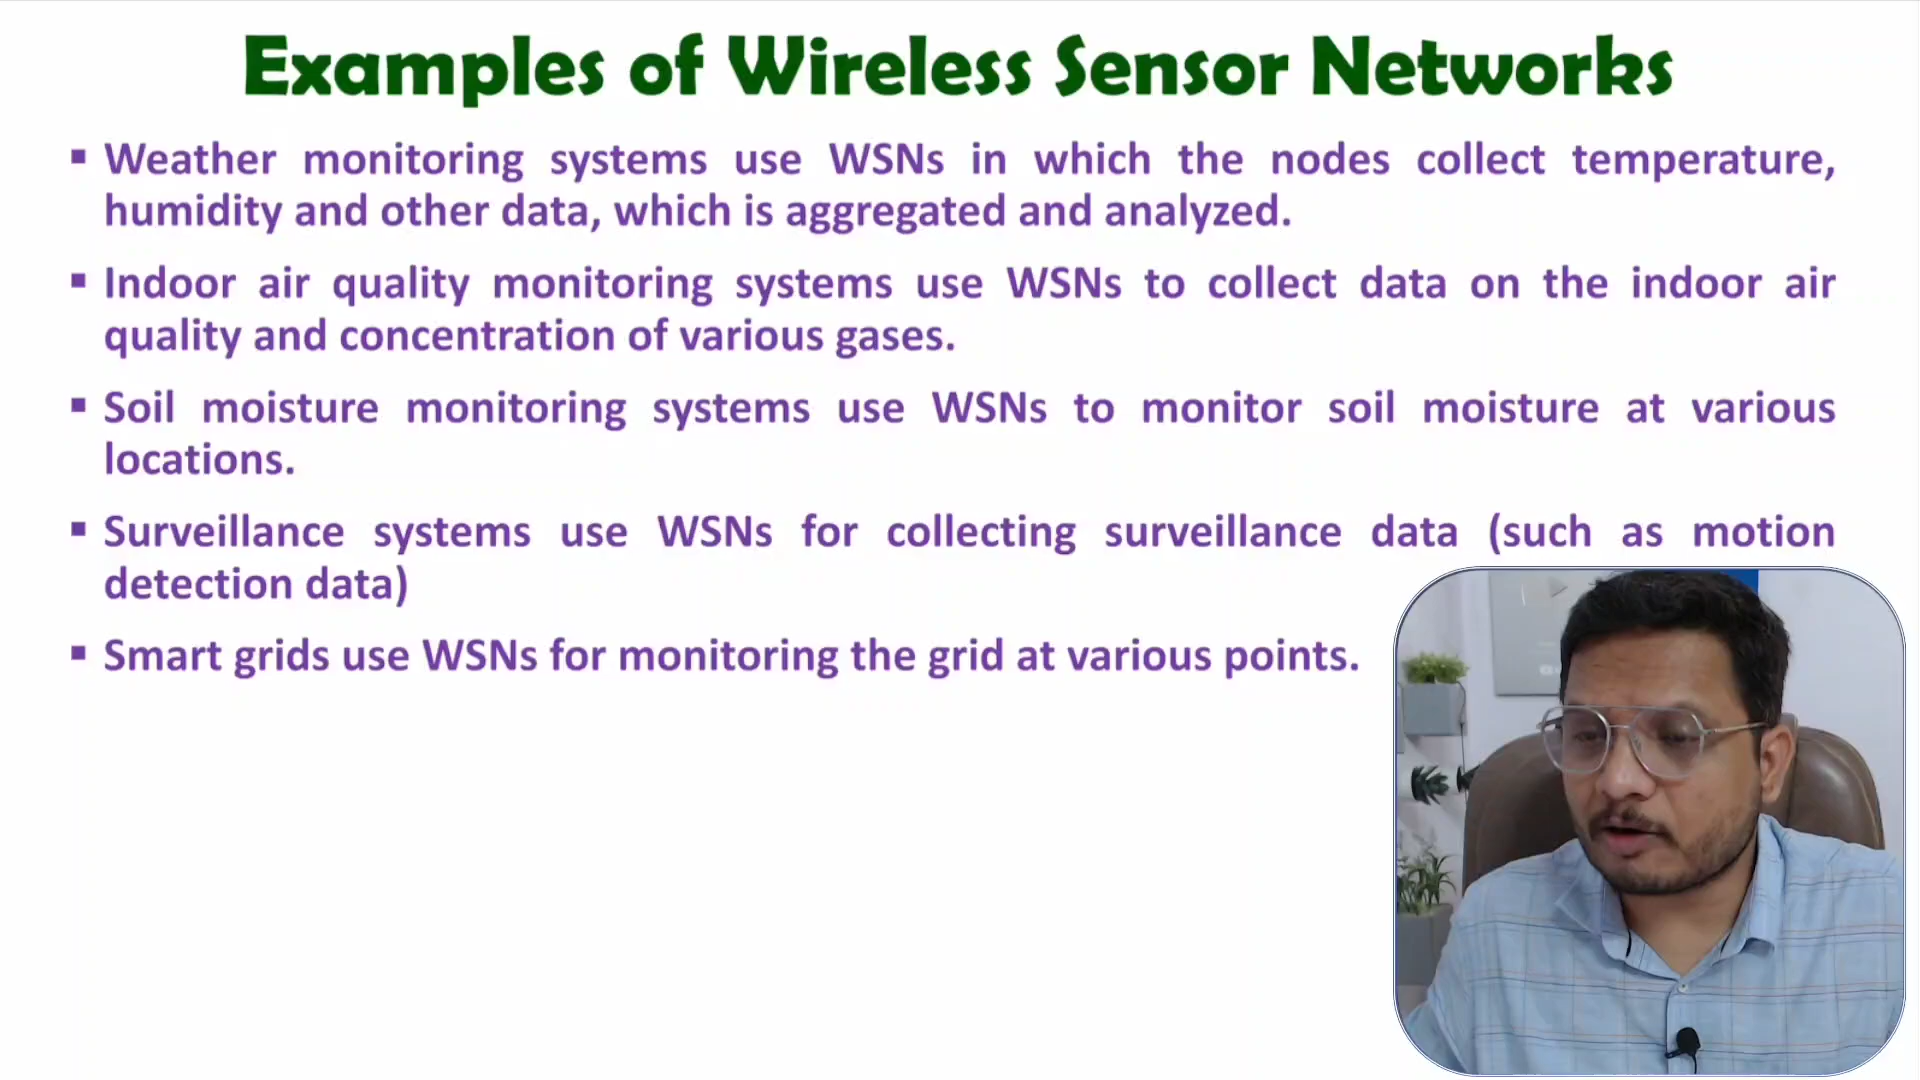 Examples of Wireless Sensor Networks
▪ Weather monitoring systems use WSNs in which the nodes collect temperature,
humidity and other data, which is aggregated and analyzed.
▪ Indoor air quality monitoring systems use WSNs to collect data on the indoor air
quality and concentration of various gases.
▪ Soil moisture monitoring systems use WSNs to monitor soil moisture at various
locations.
▪ Surveillance systems use WSNs for collecting surveillance data (such as motion
detection data)
▪ Smart grids use WSNs for monitoring the grid at various points.